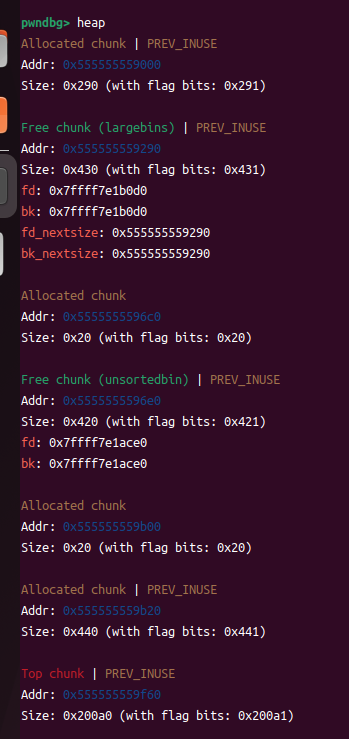 pwndbg> heap
Allocated chunk | PREV_INUSE
Addr: 0x555555559000
Size: 0x290 (with flag bits: 0x291)
Free chunk (largebins) | PREV_INUSE
Addr: 0x555555559290
Size: 0x430 (with flag bits: 0x431)
fd: 0x7ffff7e1b0d0
bk: 0x7ffff7e1b0d0
fd_nextsize: 0x555555559290
bk_nextsize: 0x555555559290
Allocated chunk
Addr: 0x5555555596c0
Size: 0x20 (with flag bits: 0x20)
Free chunk (unsortedbin) | PREV_INUSE
Addr: 0x5555555596e0
Size: 0x420 (with flag bits: 0x421)
fd: 0x7ffff7e1ace0
bk: 0x7ffff7e1ace0
Allocated chunk
Addr: 0x555555559b00
Size: 0x20 (with flag bits: 0x20)
Allocated chunk | PREV_INUSE
Addr: 0x555555559b20
Size: 0x440 (with flag bits: 0x441)
Top chunk | PREV_INUSE
Addr: 0x555555559f60
Size: 0x200a0 (with flag bits: 0x200a1)